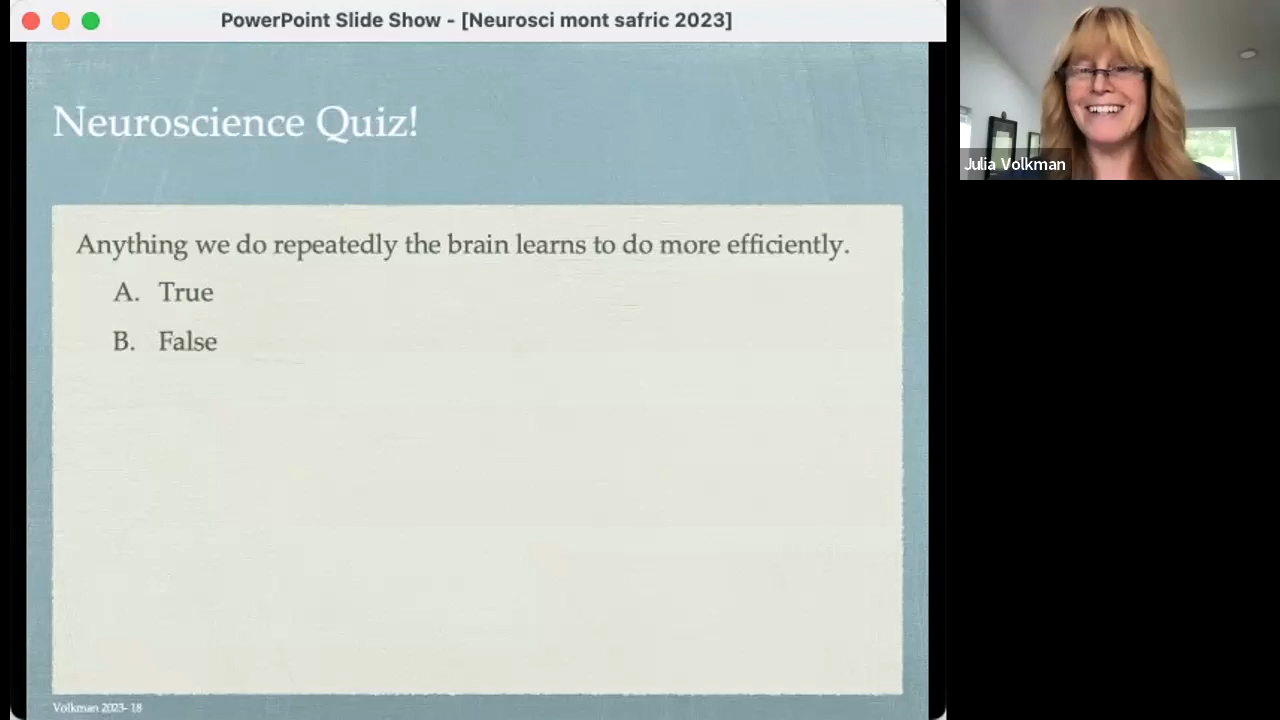 PowerPoint Slide Show - [Neurosci mont safric 2023]
Neuroscience Quiz!
Anything we do repeatedly the brain learns to do more efficiently.
A. True
B. False
Volkman 2023- 18
Julia Volkman